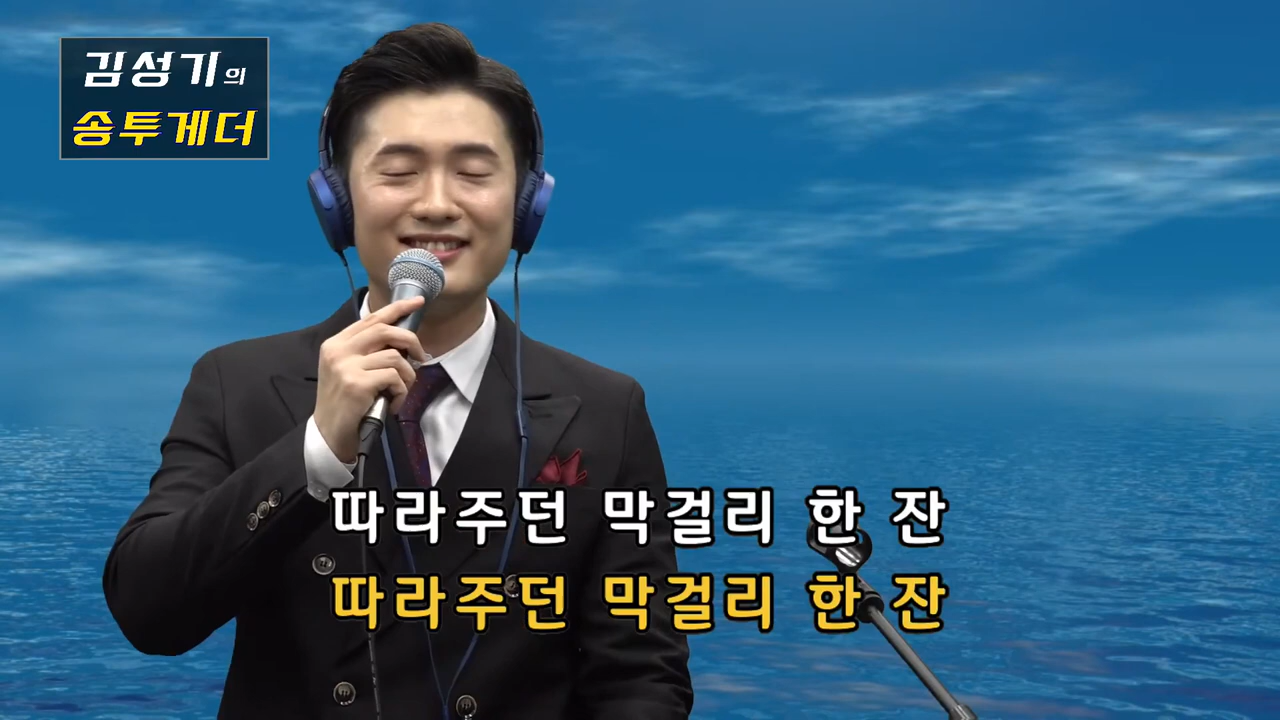 김성기의
송투게더
따라주던 막걸리 한 잔
따라주던 막걸리 한 잔